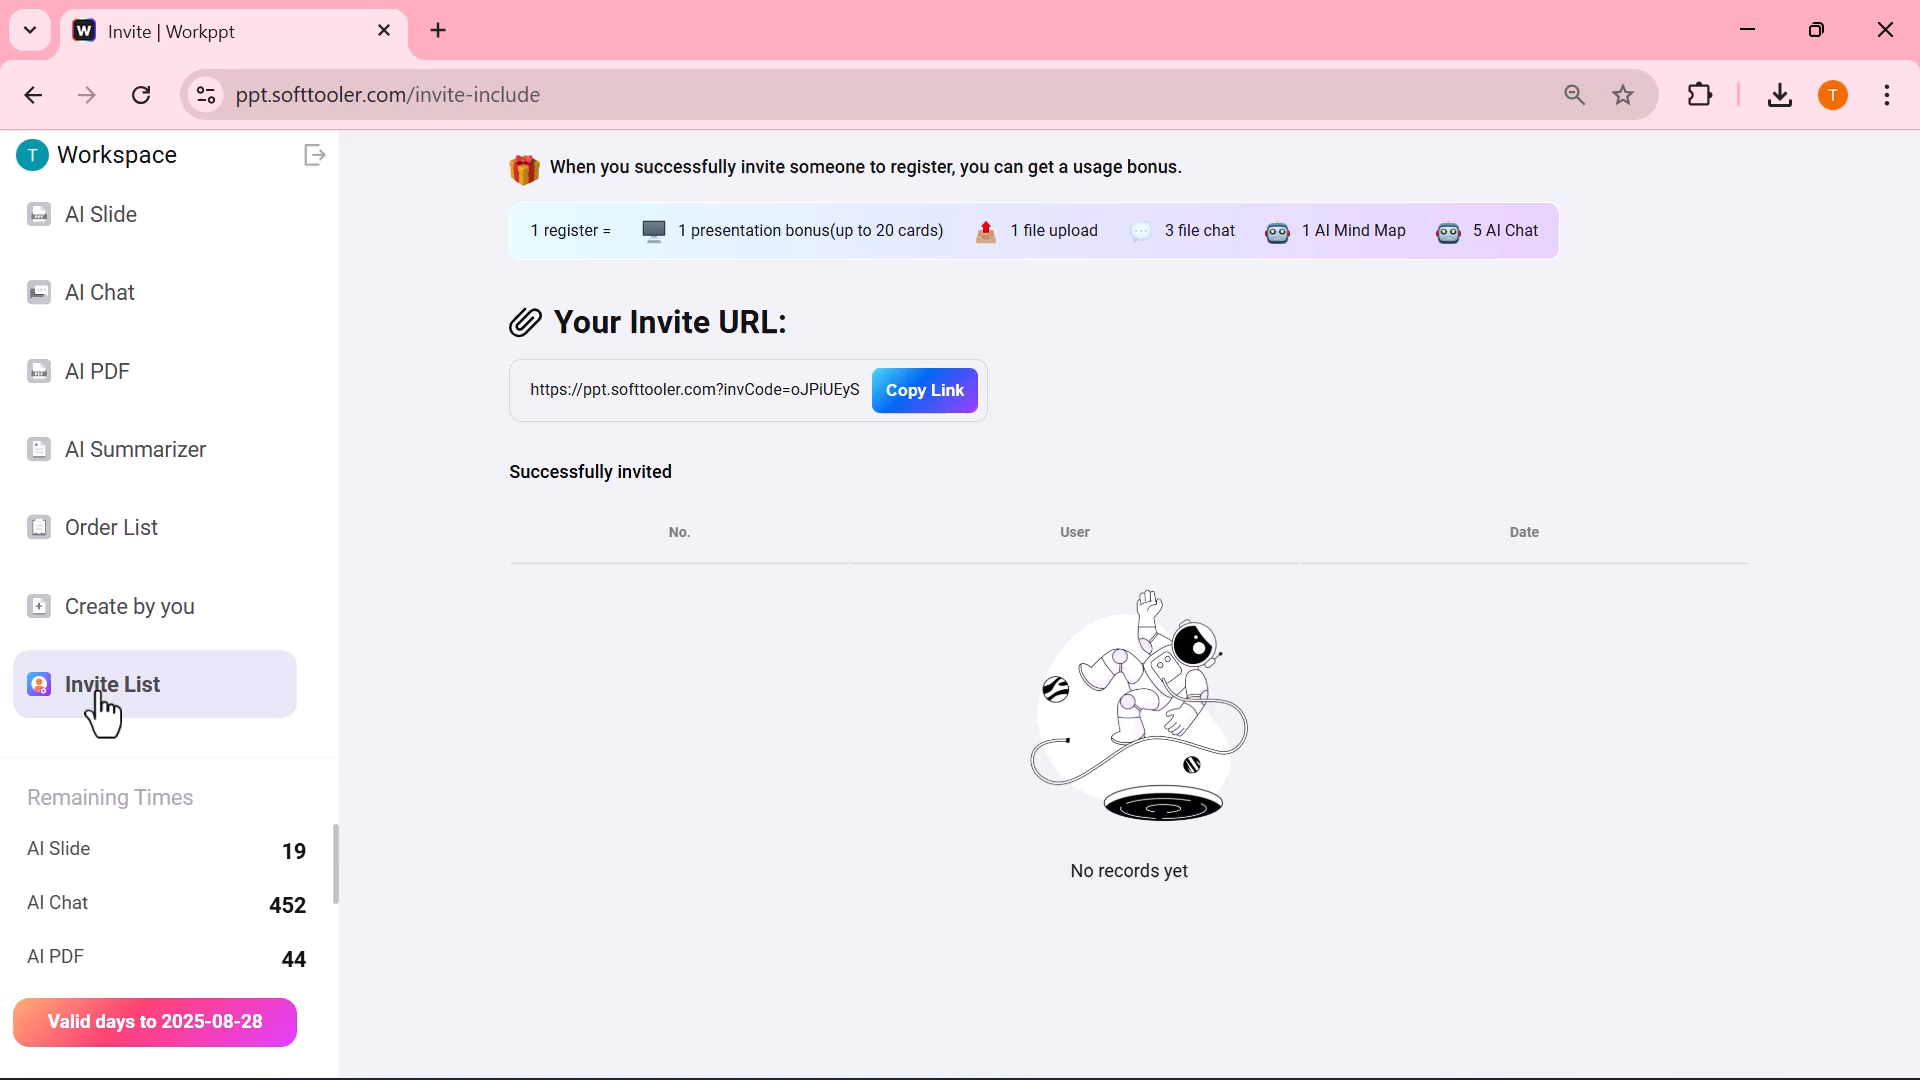 W Invite | Workppt
ppt.softtooler.com/invite-include
T
T Workspace
AI Slide
AI Chat
AI PDF
AI Summarizer
Order List
Create by you
Invite List
Remaining Times
AI Slide 19
AI Chat 452
AI PDF 44
Valid days to 2025-08-28
When you successfully invite someone to register, you can get a usage bonus.
1 register = 1 presentation bonus(up to 20 cards) 1 file upload 3 file chat 1 AI Mind Map 5 AI Chat
Your Invite URL:
https://ppt.softtooler.com?invCode=oJPiUEyS Copy Link
Successfully invited
No. User Date
No records yet